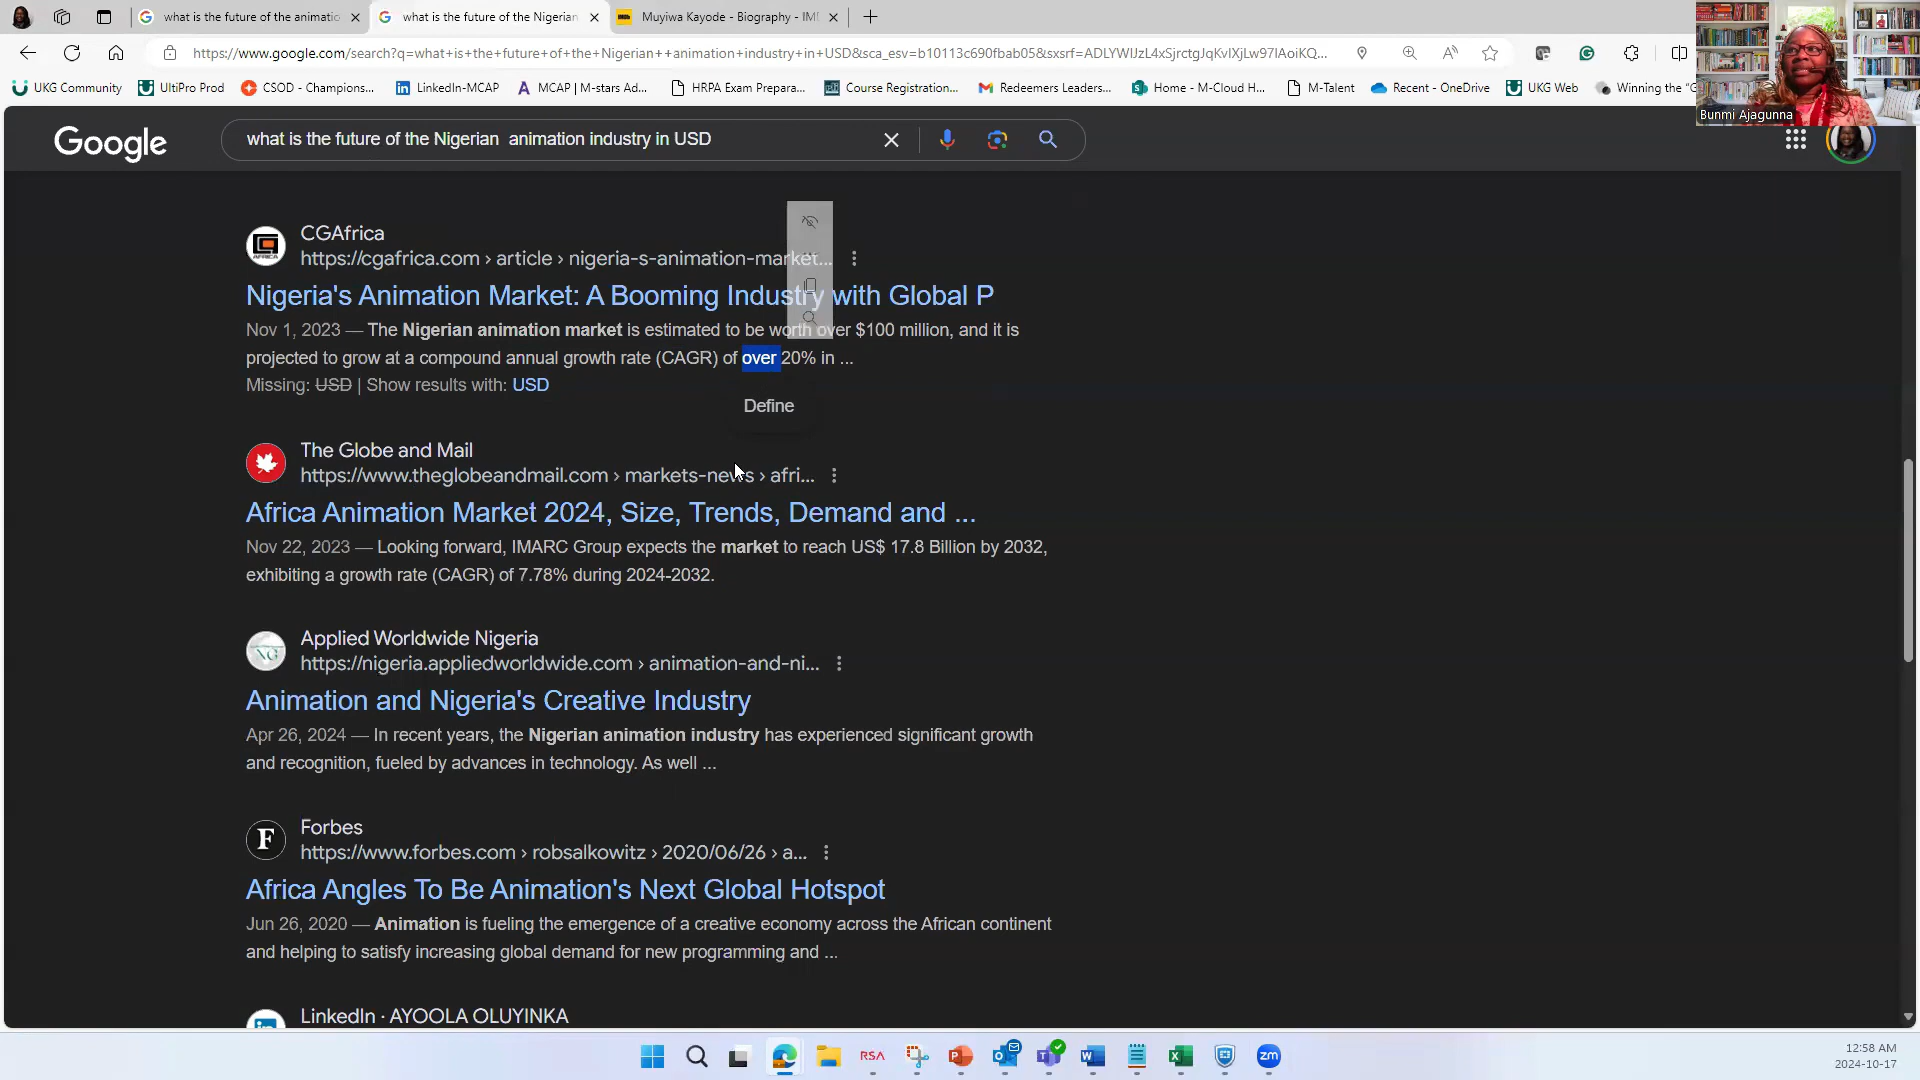 what is the future of the animatio
what is the future of the Nigerian
Muyiwa Kayode - Biography - IM
https://www.google.com/search?q=what+is+the+future+of+the+Nigerian++animation+industry+in+USD&sca_esv=b10113c690fbab05&sxsrf=
UKG Community
UltiPro Prod
CSOD - Champions...
LinkedIn-MCAP
MCAP | M-stars Ad...
HRPA Exam Prepara...
Course Registration...
Redeemers Leaders...
Home - M-Cloud H...
M-Talent
Recent - OneDrive
UKG Web
Winning the "G
Bunmi Ajagunna
Google
what is the future of the Nigerian  animation industry in USD
CGAfrica
https://cgafrica.com › article › nigeria-s-animation-market...
Nigeria's Animation Market: A Booming Industry with Global P
Nov 1, 2023 — The Nigerian animation market is estimated to be worth over $100 million, and it is
projected to grow at a compound annual growth rate (CAGR) of over 20% in ...
Missing: USD | Show results with: USD
Define
The Globe and Mail
https://www.theglobeandmail.com › markets-news › afri...
Africa Animation Market 2024, Size, Trends, Demand and ...
Nov 22, 2023 — Looking forward, IMARC Group expects the market to reach US$ 17.8 Billion by 2032,
exhibiting a growth rate (CAGR) of 7.78% during 2024-2032.
Applied Worldwide Nigeria
https://nigeria.appliedworldwide.com › animation-and-ni...
Animation and Nigeria's Creative Industry
Apr 26, 2024 — In recent years, the Nigerian animation industry has experienced significant growth
and recognition, fueled by advances in technology. As well ...
Forbes
https://www.forbes.com › robsalkowitz › 2020/06/26 › a...
Africa Angles To Be Animation's Next Global Hotspot
Jun 26, 2020 — Animation is fueling the emergence of a creative economy across the African continent
and helping to satisfy increasing global demand for new programming and ...
LinkedIn · AYOOLA OLUYINKA
RSA
zm
12:58 AM
2024-10-17